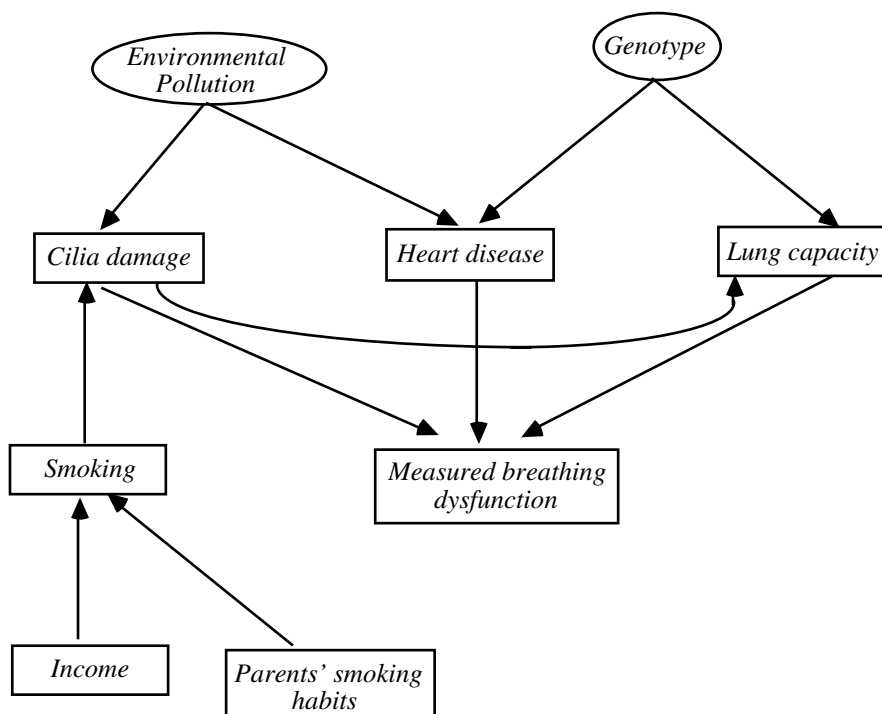 Environmental
Pollution
Genotype
Cilia damage
Heart disease
Lung capacity
Smoking
Measured breathing
dysfunction
Income
Parents’ smoking
habits